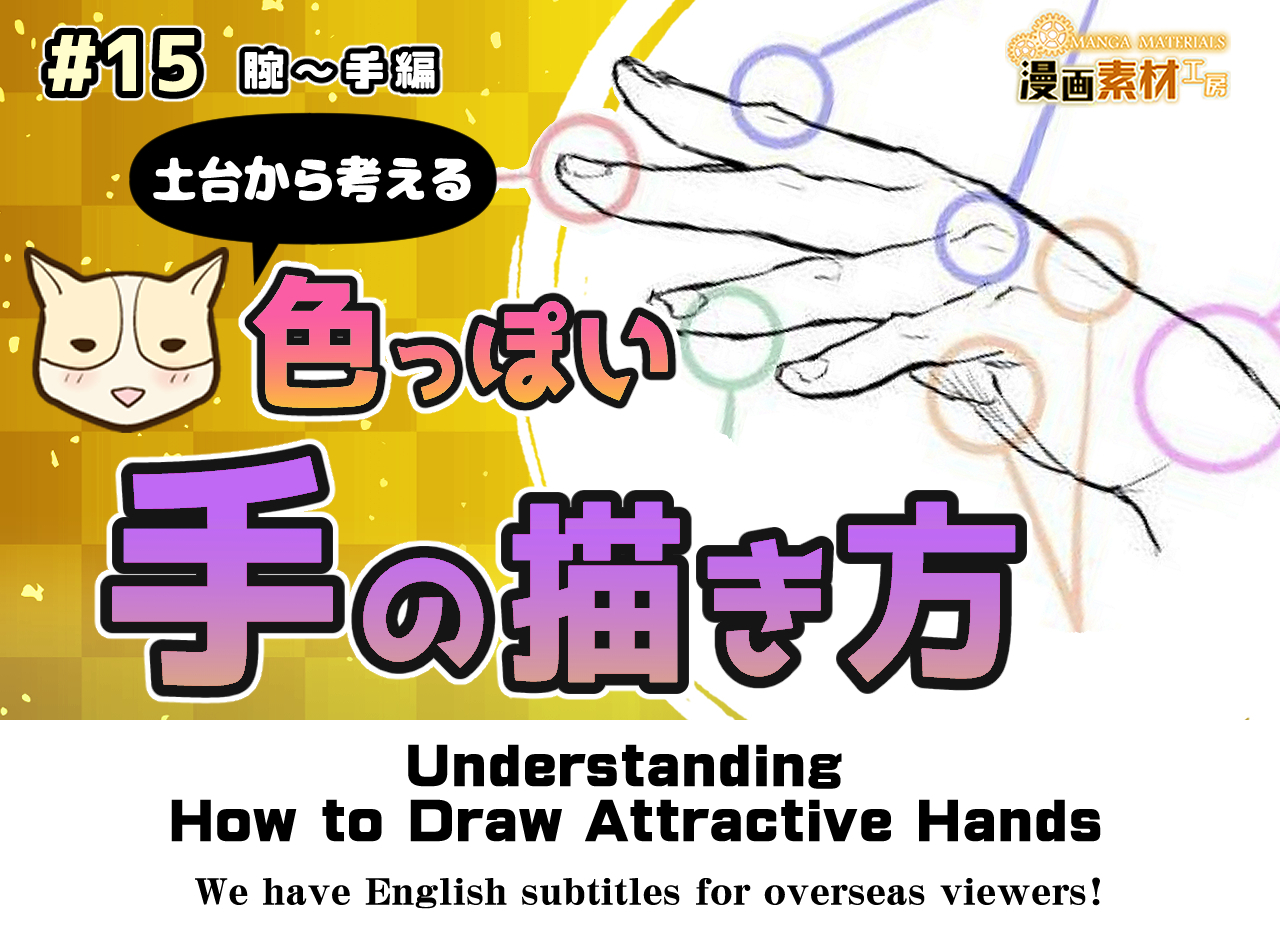 #15 腕～手編
MANGA MATERIALS
漫画素材工房
土台から考える
色っぽい
手の描き方
Understanding
How to Draw Attractive Hands
We have English subtitles for overseas viewers!